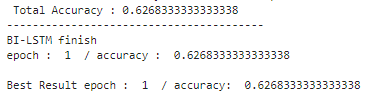 Total Accuracy : 0.6268333333333338
-------------------------------------
BI-LSTM finish
epoch :  1  / accuracy :  0.6268333333333338
Best Result epoch :  1  / accuracy:  0.6268333333333338